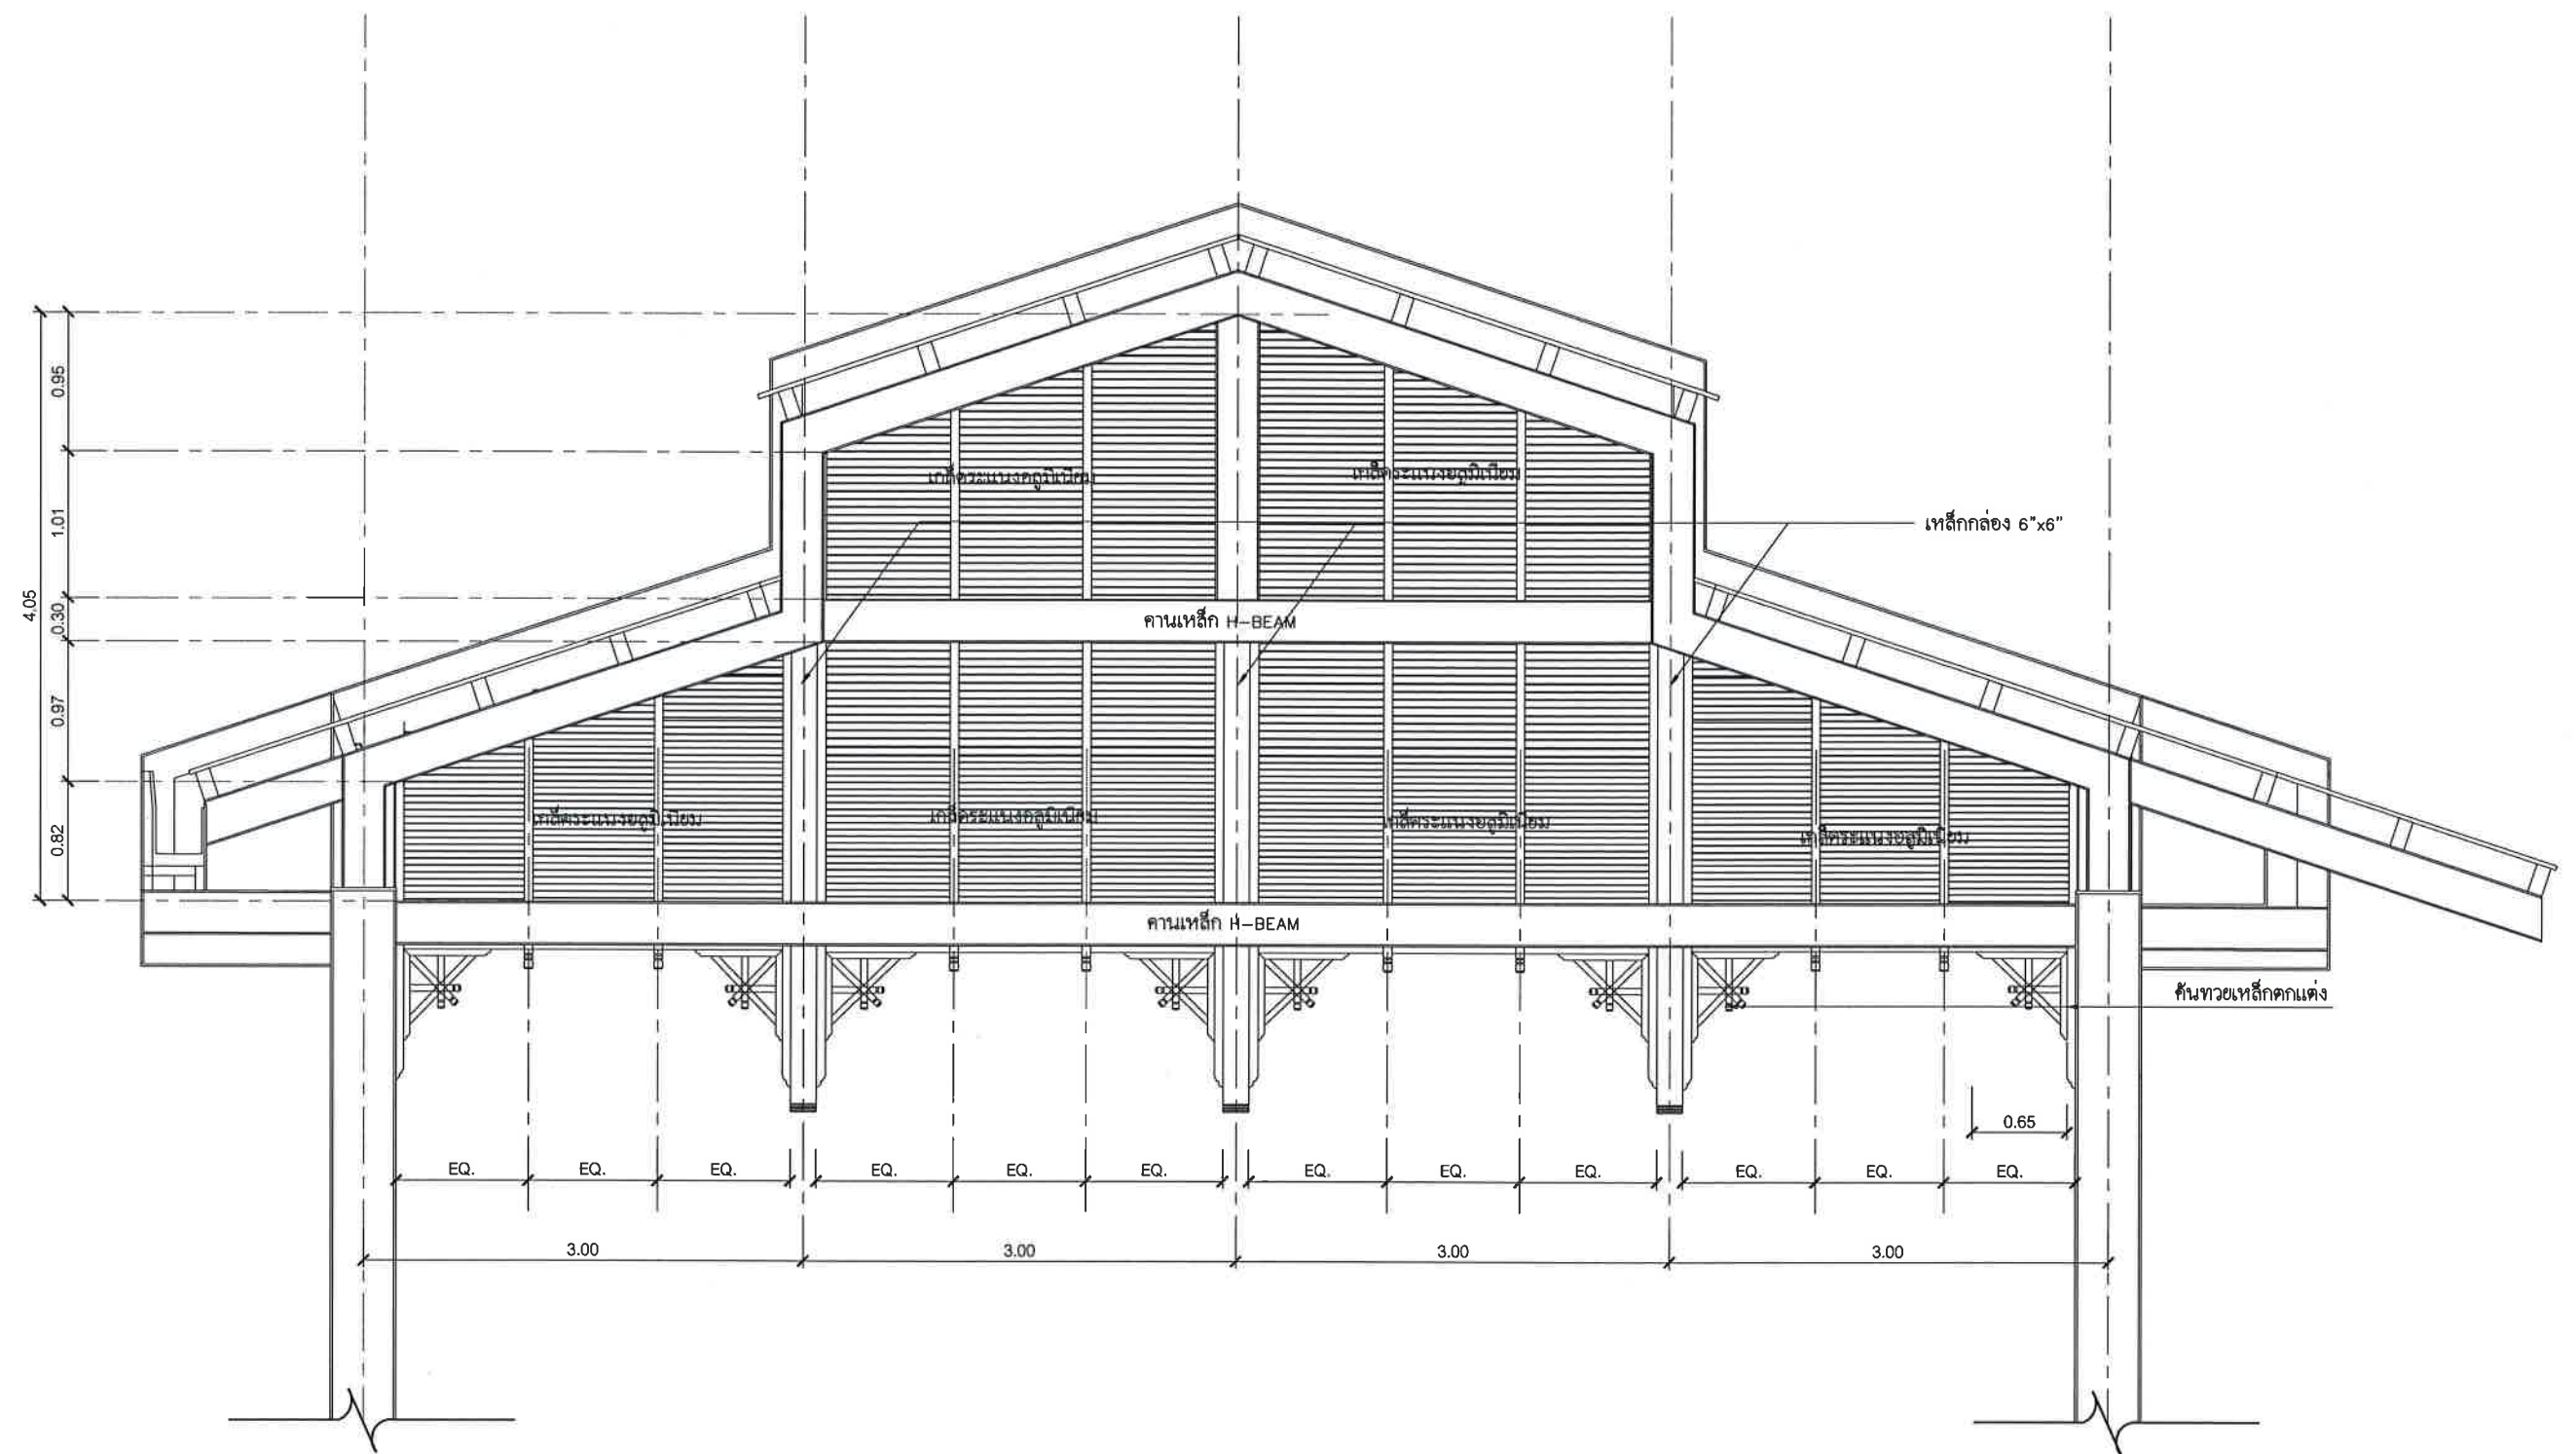 0.95
1.01
0.30
0.97
0.82
4.05
เกล็ดระแนงอลูมิเนียม
เกล็ดระแนงอลูมิเนียม
เหล็กกล่อง 6"x6"
คานเหล็ก H-BEAM
เกล็ดระแนงอลูมิเนียม
เกล็ดระแนงอลูมิเนียม
เกล็ดระแนงอลูมิเนียม
เกล็ดระแนงอลูมิเนียม
คานเหล็ก H-BEAM
คันทวยเหล็กตกแต่ง
0.65
EQ. EQ. EQ. EQ. EQ. EQ. EQ. EQ. EQ. EQ. EQ. EQ.
3.00 3.00 3.00 3.00